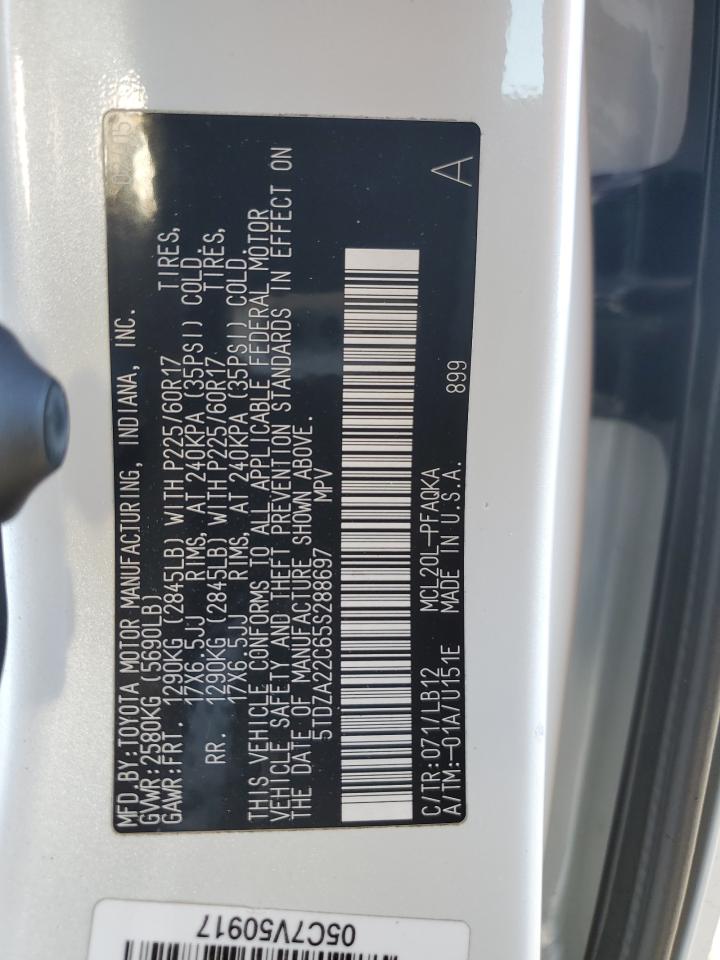 MFD.BY:TOYOTA MOTOR MANUFACTURING, INDIANA, INC.
GVWR:2580KG (5690LB)
GAWR:FRT. 1290KG (2845LB) WITH P225/60R17 TIRES,
17X6.5JJ RIMS, AT 240KPA (35PSI) COLD.
RR. 1290KG (2845LB) WITH P225/60R17 TIRES,
17X6.5JJ RIMS, AT 240KPA (35PSI) COLD.
THIS VEHICLE CONFORMS TO ALL APPLICABLE FEDERAL MOTOR
VEHICLE SAFETY AND THEFT PREVENTION STANDARDS IN EFFECT ON
THE DATE OF MANUFACTURE SHOWN ABOVE.
5TDZA22C65S288697 MPV
C/TR:071/LB12 MCL20L-PFAQKA 899 A
A/TM:-01A/U151E MADE IN U.S.A.
05C7V50917